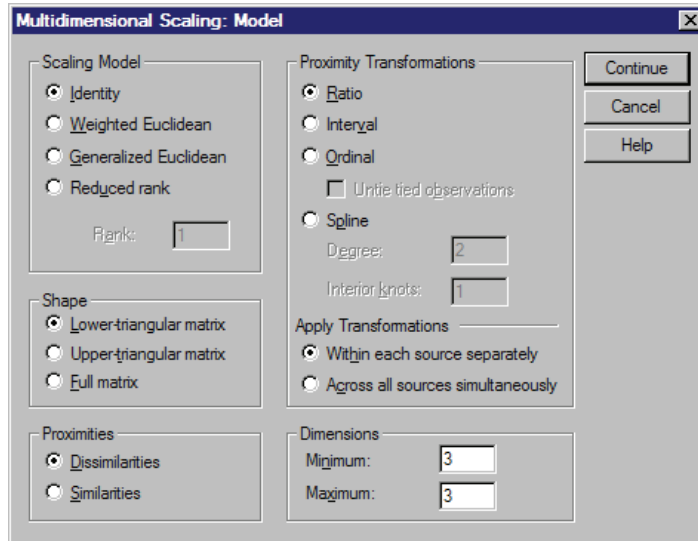 Multidimensional Scaling: Model
Scaling Model
Identity
Weighted Euclidean
Generalized Euclidean
Reduced rank
Rank: 1
Shape
Lower-triangular matrix
Upper-triangular matrix
Full matrix
Proximities
Dissimilarities
Similarities
Proximity Transformations
Ratio
Interval
Ordinal
Untie tied observations
Spline
Degree: 2
Interior knots: 1
Apply Transformations
Within each source separately
Across all sources simultaneously
Dimensions
Minimum: 3
Maximum: 3
Continue
Cancel
Help